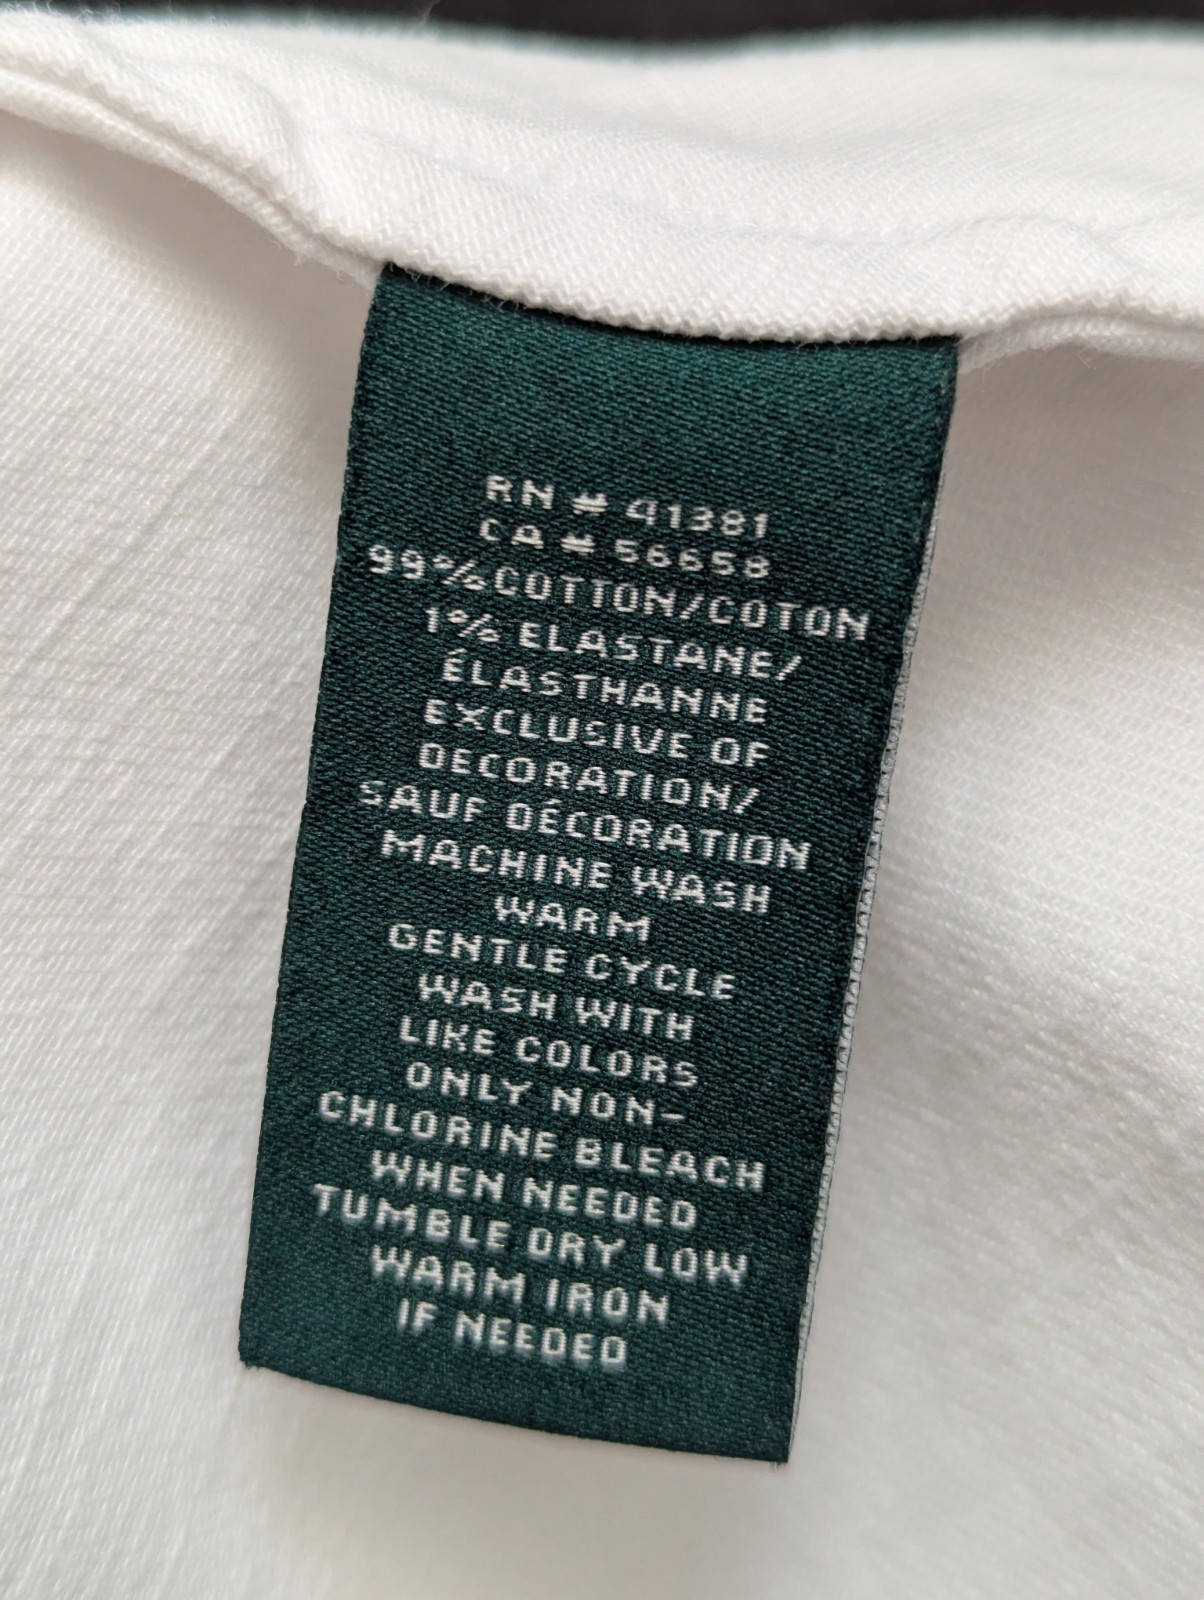 RN # 41381
CA # 56658
99%COTTON/COTON
1% ELASTANE/
ÉLASTHANNE
EXCLUSIVE OF
DECORATION/
SAUF DÉCORATION
MACHINE WASH
WARM
GENTLE CYCLE
WASH WITH
LIKE COLORS
ONLY NON-
CHLORINE BLEACH
WHEN NEEDED
TUMBLE DRY LOW
WARM IRON
IF NEEDED